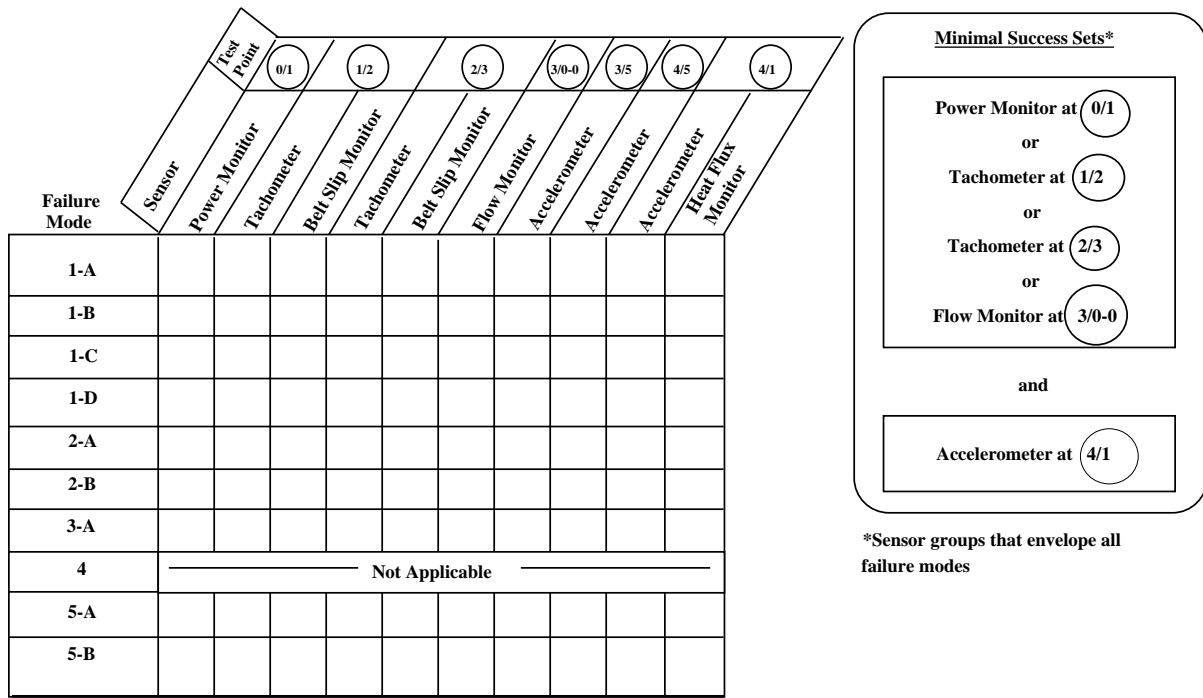 Test
Point
0/1
1/2
2/3
3/0-0
3/5
4/5
4/1
Sensor
Power Monitor
Tachometer
Belt Slip Monitor
Tachometer
Belt Slip Monitor
Flow Monitor
Accelerometer
Accelerometer
Accelerometer
Heat Flux
Monitor
Failure
Mode
1-A
1-B
1-C
1-D
2-A
2-B
3-A
4
Not Applicable
5-A
5-B
Minimal Success Sets*
Power Monitor at 0/1
or
Tachometer at 1/2
or
Tachometer at 2/3
or
Flow Monitor at 3/0-0
and
Accelerometer at 4/1
*Sensor groups that envelope all
failure modes